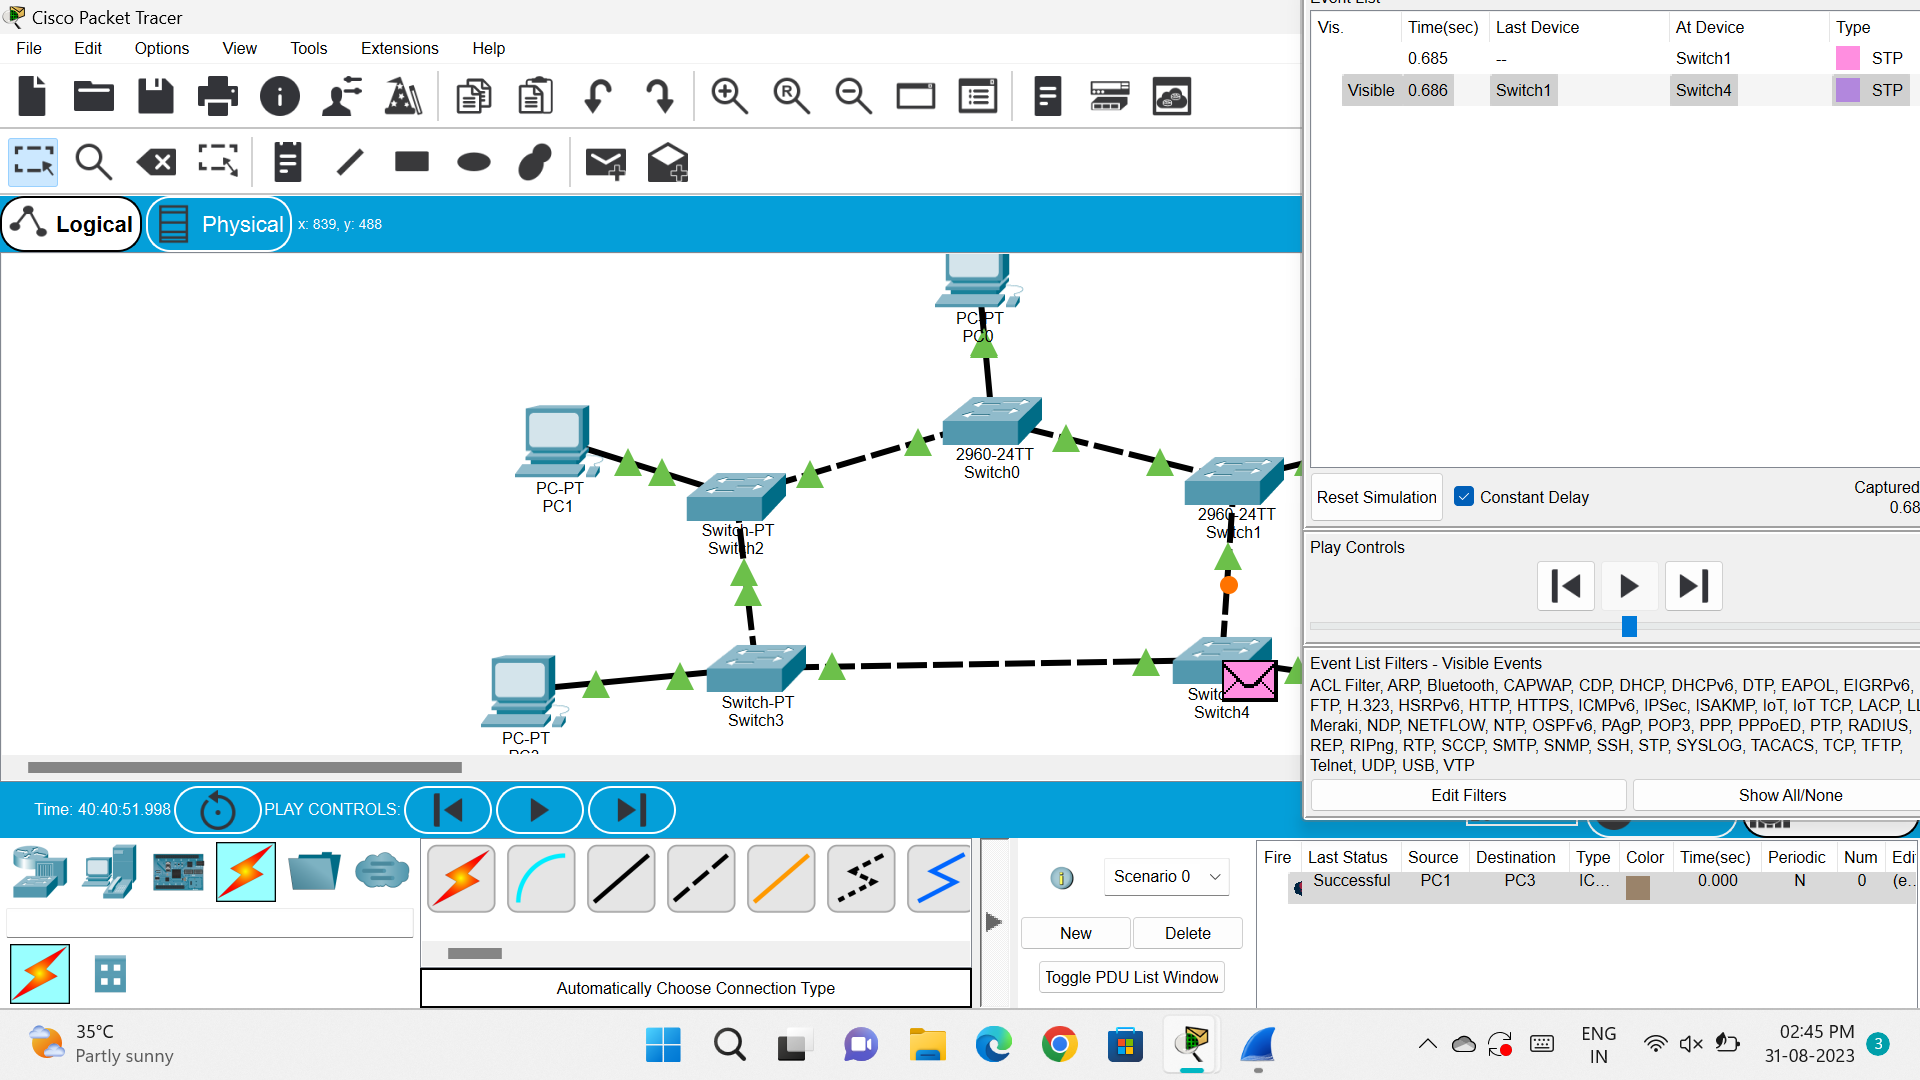 Cisco Packet Tracer
File Edit Options View Tools Extensions Help
Logical
Physical
x: 839, y: 488
PC-PT
PC0
PC-PT
PC1
2960-24TT
Switch0
2960-24TT
Switch1
Switch-PT
Switch2
Switch-PT
Switch3
PC-PT
Switch4
Vis. Time(sec) Last Device At Device Type
0.685 -- Switch1 STP
Visible 0.686 Switch1 Switch4 STP
Reset Simulation
Constant Delay
Captured
0.68
Play Controls
Event List Filters - Visible Events
ACL Filter, ARP, Bluetooth, CAPWAP, CDP, DHCP, DHCPv6, DTP, EAPOL, EIGRPv6,
FTP, H.323, HSRPv6, HTTP, HTTPS, ICMPv6, IPSec, ISAKMP, IoT, IoT TCP, LACP, LL
Meraki, NDP, NETFLOW, NTP, OSPFv6, PAgP, POP3, PPP, PPPoED, PTP, RADIUS,
REP, RIPng, RTP, SCCP, SMTP, SNMP, SSH, STP, SYSLOG, TACACS, TCP, TFTP,
Telnet, UDP, USB, VTP
Edit Filters
Show All/None
Time: 40:40:51.998
PLAY CONTROLS:
Scenario 0
New
Delete
Toggle PDU List Window
Automatically Choose Connection Type
Fire Last Status Source Destination Type Color Time(sec) Periodic Num Edi
Successful PC1 PC3 IC... 0.000 N 0 (e...
35°C
Partly sunny
ENG
IN
02:45 PM
31-08-2023
3